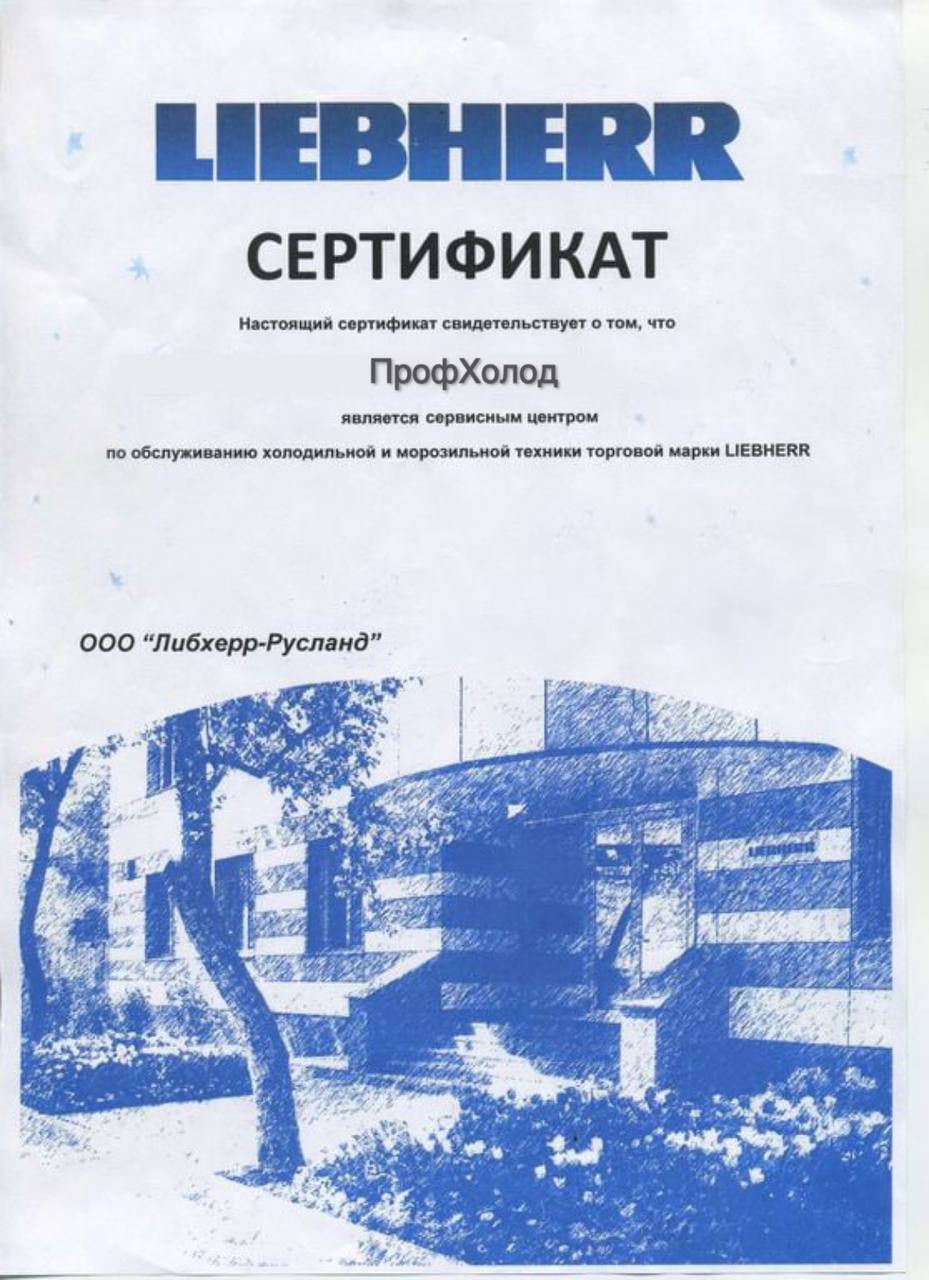 LIEBHERR
СЕРТИФИКАТ
Настоящий сертификат свидетельствует о том, что
ПрофХолод
является сервисным центром
по обслуживанию холодильной и морозильной техники торговой марки LIEBHERR
ООО “Либхерр-Русланд”
LIEBHERR